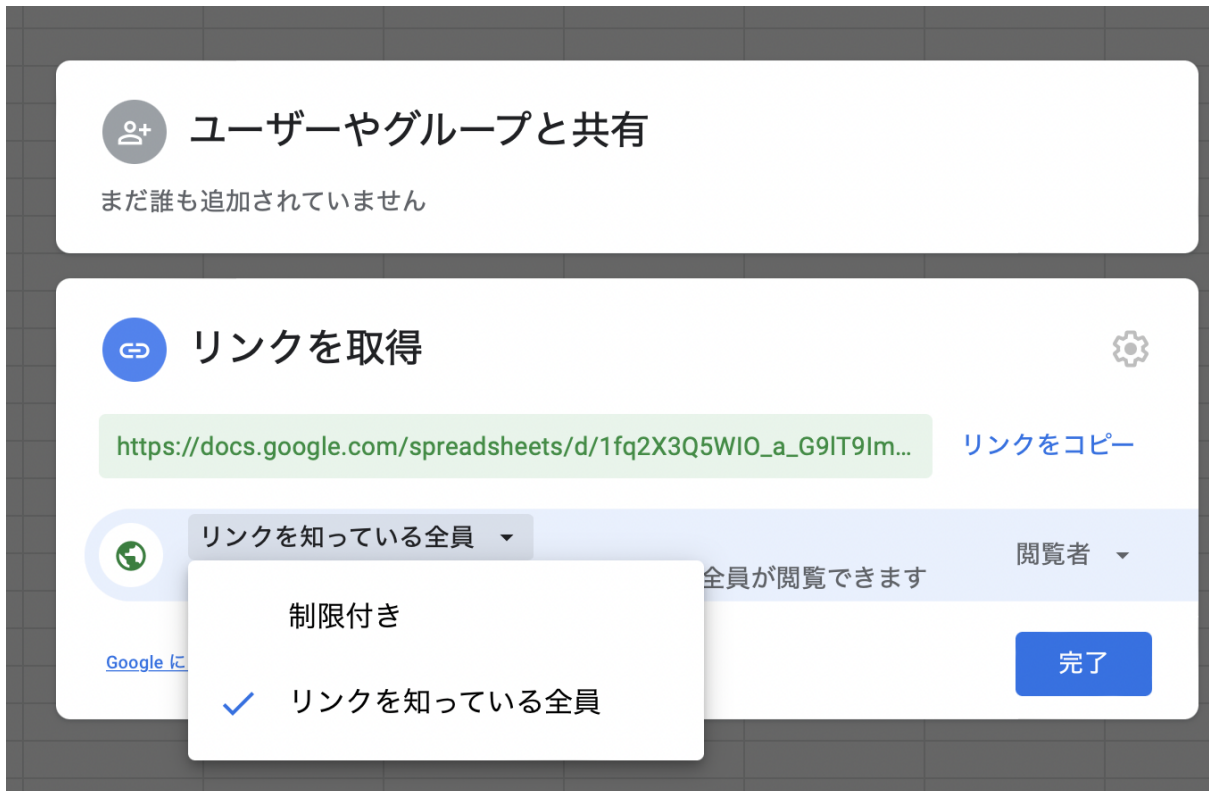 ユーザーやグループと共有
まだ誰も追加されていません
リンクを取得
https://docs.google.com/spreadsheets/d/1fq2X3Q5WIO_a_G9lT9Im...
リンクをコピー
リンクを知っている全員
全員が閲覧できます
閲覧者
制限付き
Google に
完了
リンクを知っている全員